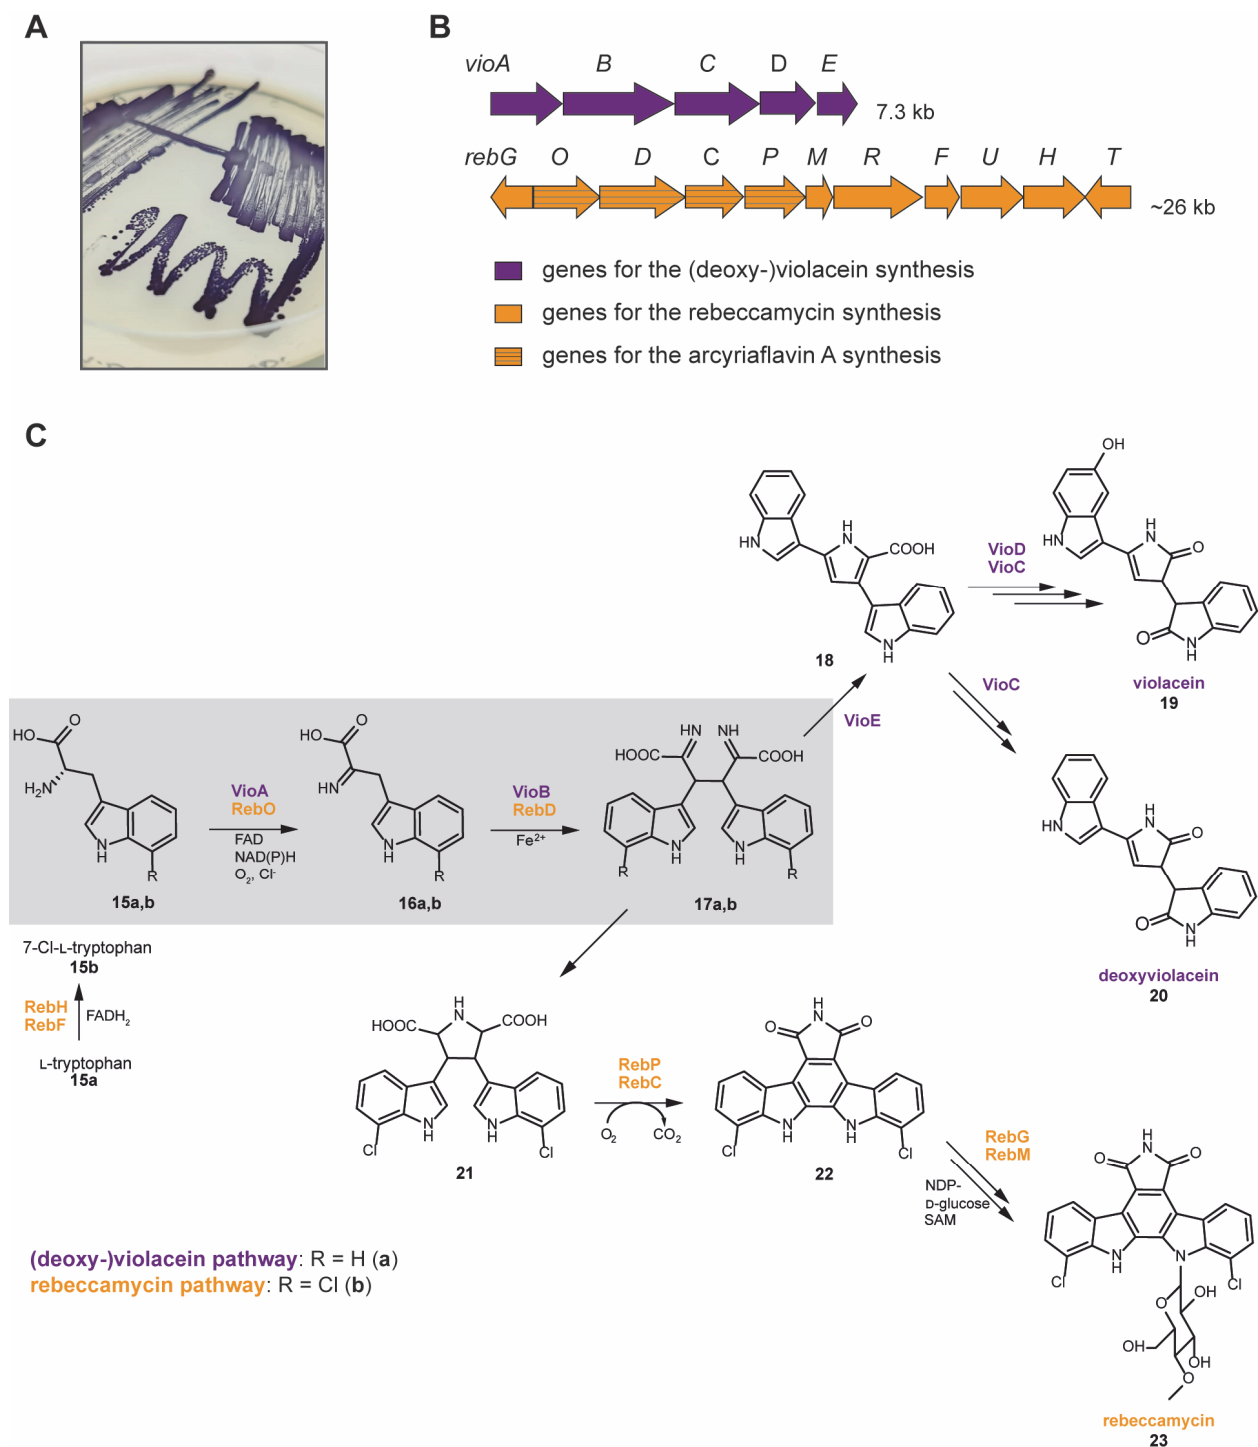 A
B
vioA B C D E
7.3 kb
rebG O D C P M R F U H T
~26 kb
genes for the (deoxy-)violacein synthesis
genes for the rebeccamycin synthesis
genes for the arcyriaflavin A synthesis
C
OH
HN
H
N
COOH
N
H
18
VioD
VioC
HN
H
N
O
O
N
H
violacein
19
VioC
VioE
HO
O
H₂N
N
H
R
15a,b
VioA
RebO
FAD
NAD(P)H
O₂, Cl⁻
HO
O
HN
N
H
R
16a,b
VioB
RebD
Fe²⁺
HN NH
HOOC COOH
N
H
N
H
R R
17a,b
HN
H
N
O
O
N
H
deoxyviolacein
20
7-Cl-L-tryptophan
15b
RebH
RebF
FADH₂
L-tryptophan
15a
H
N
HOOC COOH
N
H
N
H
Cl Cl
21
RebP
RebC
O₂ CO₂
H
N
O O
N
H
N
H
Cl Cl
22
RebG
RebM
NDP-
D-glucose
SAM
H
N
O O
N
H
N
Cl Cl
O OH
OH
OH
O
rebeccamycin
23
(deoxy-)violacein pathway: R = H (a)
rebeccamycin pathway: R = Cl (b)